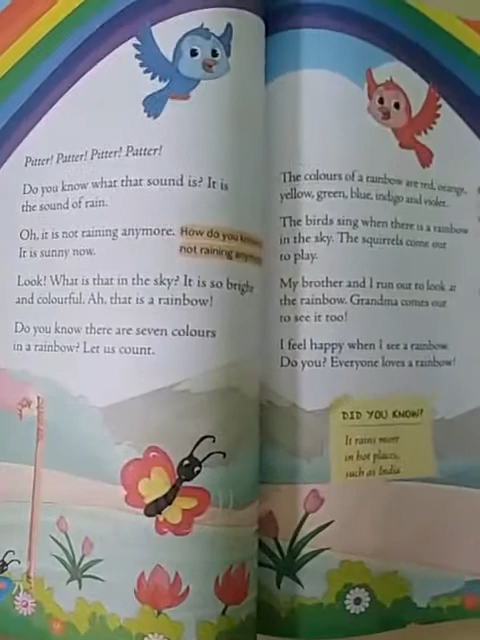 Pitter! Patter! Pitter! Patter!
Do you know what that sound is? It is
the sound of rain.
Oh, it is not raining anymore.
It is sunny now.
How do you know
not raining anymore
Look! What is that in the sky? It is so bright
and colourful. Ah, that is a rainbow!
Do you know there are seven colours
in a rainbow? Let us count.
The colours of a rainbow are red, orange,
yellow, green, blue, indigo and violet.
The birds sing when there is a rainbow
in the sky. The squirrels come out
to play.
My brother and I run out to look at
the rainbow. Grandma comes out
to see it too!
I feel happy when I see a rainbow.
Do you? Everyone loves a rainbow!
DID YOU KNOW?
It rains more
in hot places,
such as India